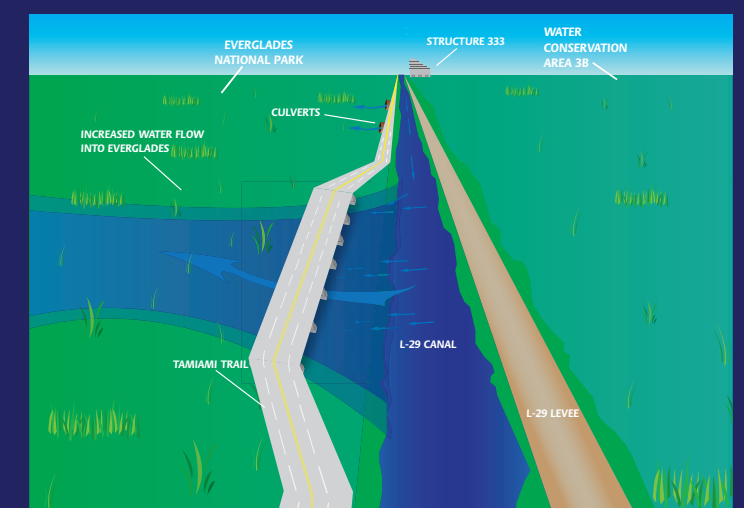 WATER
CONSERVATION
AREA 3B
STRUCTURE 333
EVERGLADES
NATIONAL PARK
CULVERTS
INCREASED WATER FLOW
INTO EVERGLADES
L-29 CANAL
TAMIAMI TRAIL
L-29 LEVEE